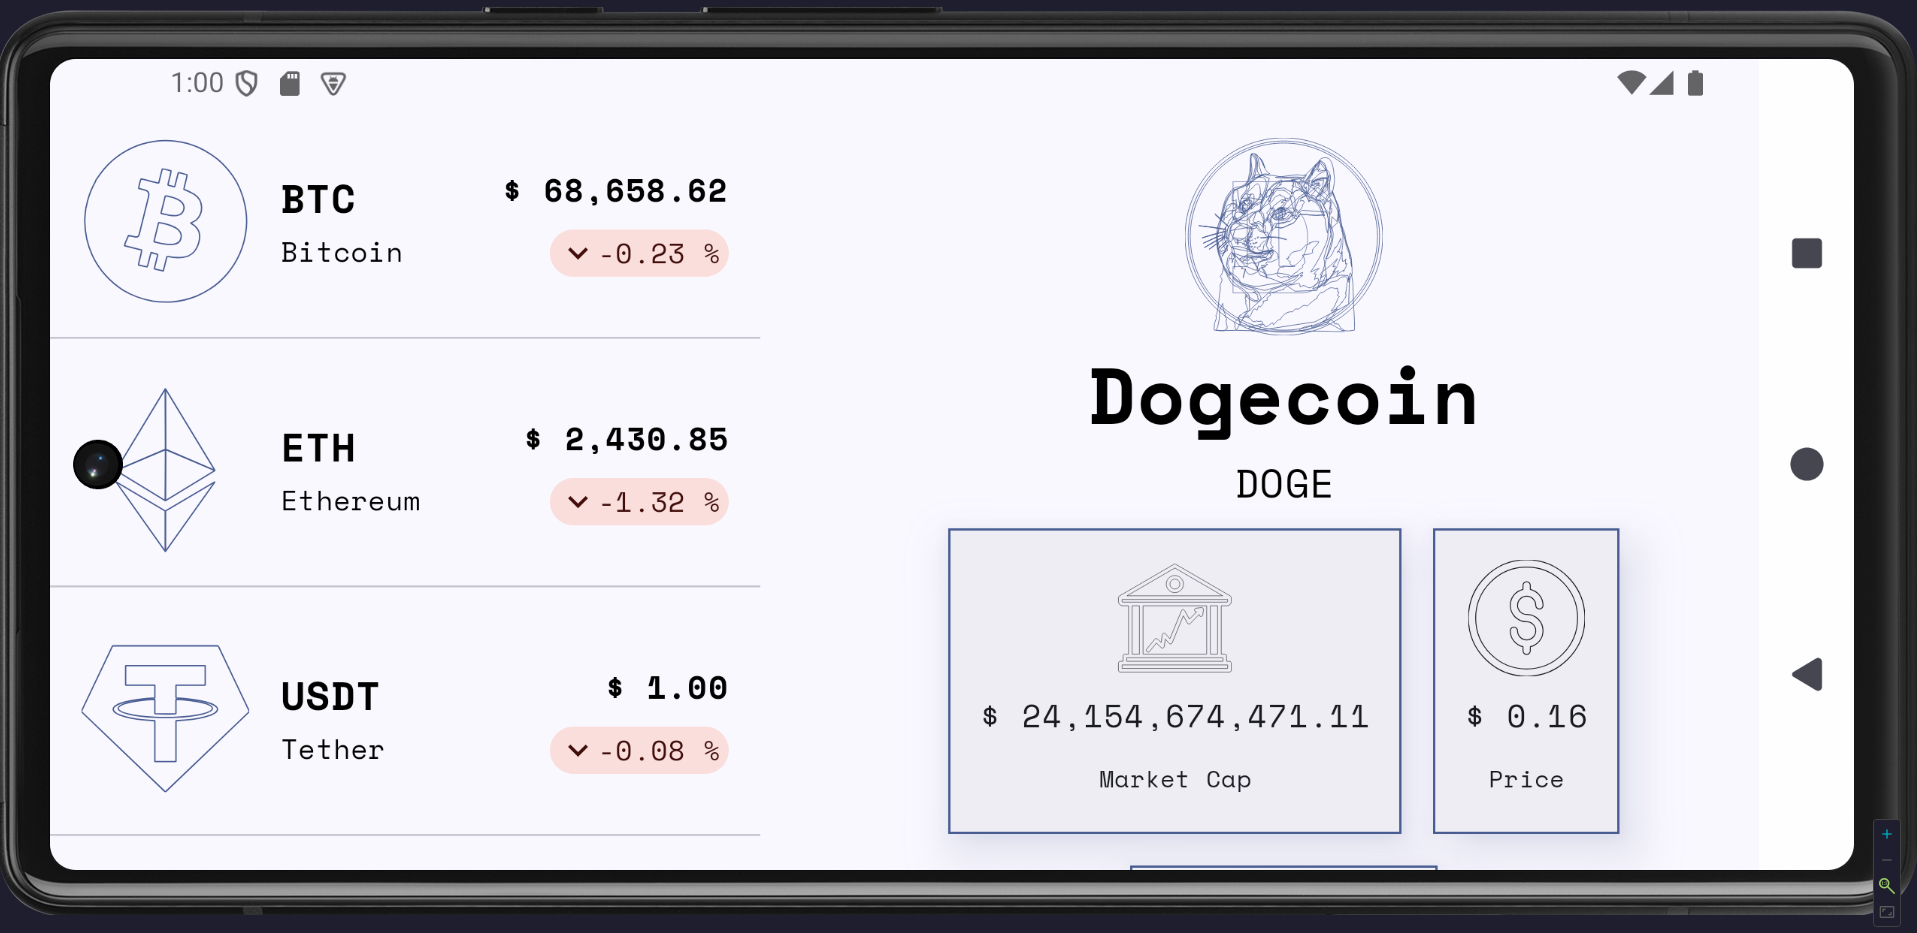 1:00
BTC
Bitcoin
$ 68,658.62
-0.23 %
ETH
Ethereum
$ 2,430.85
-1.32 %
USDT
Tether
$ 1.00
-0.08 %
Dogecoin
DOGE
$ 24,154,674,471.11
Market Cap
$ 0.16
Price